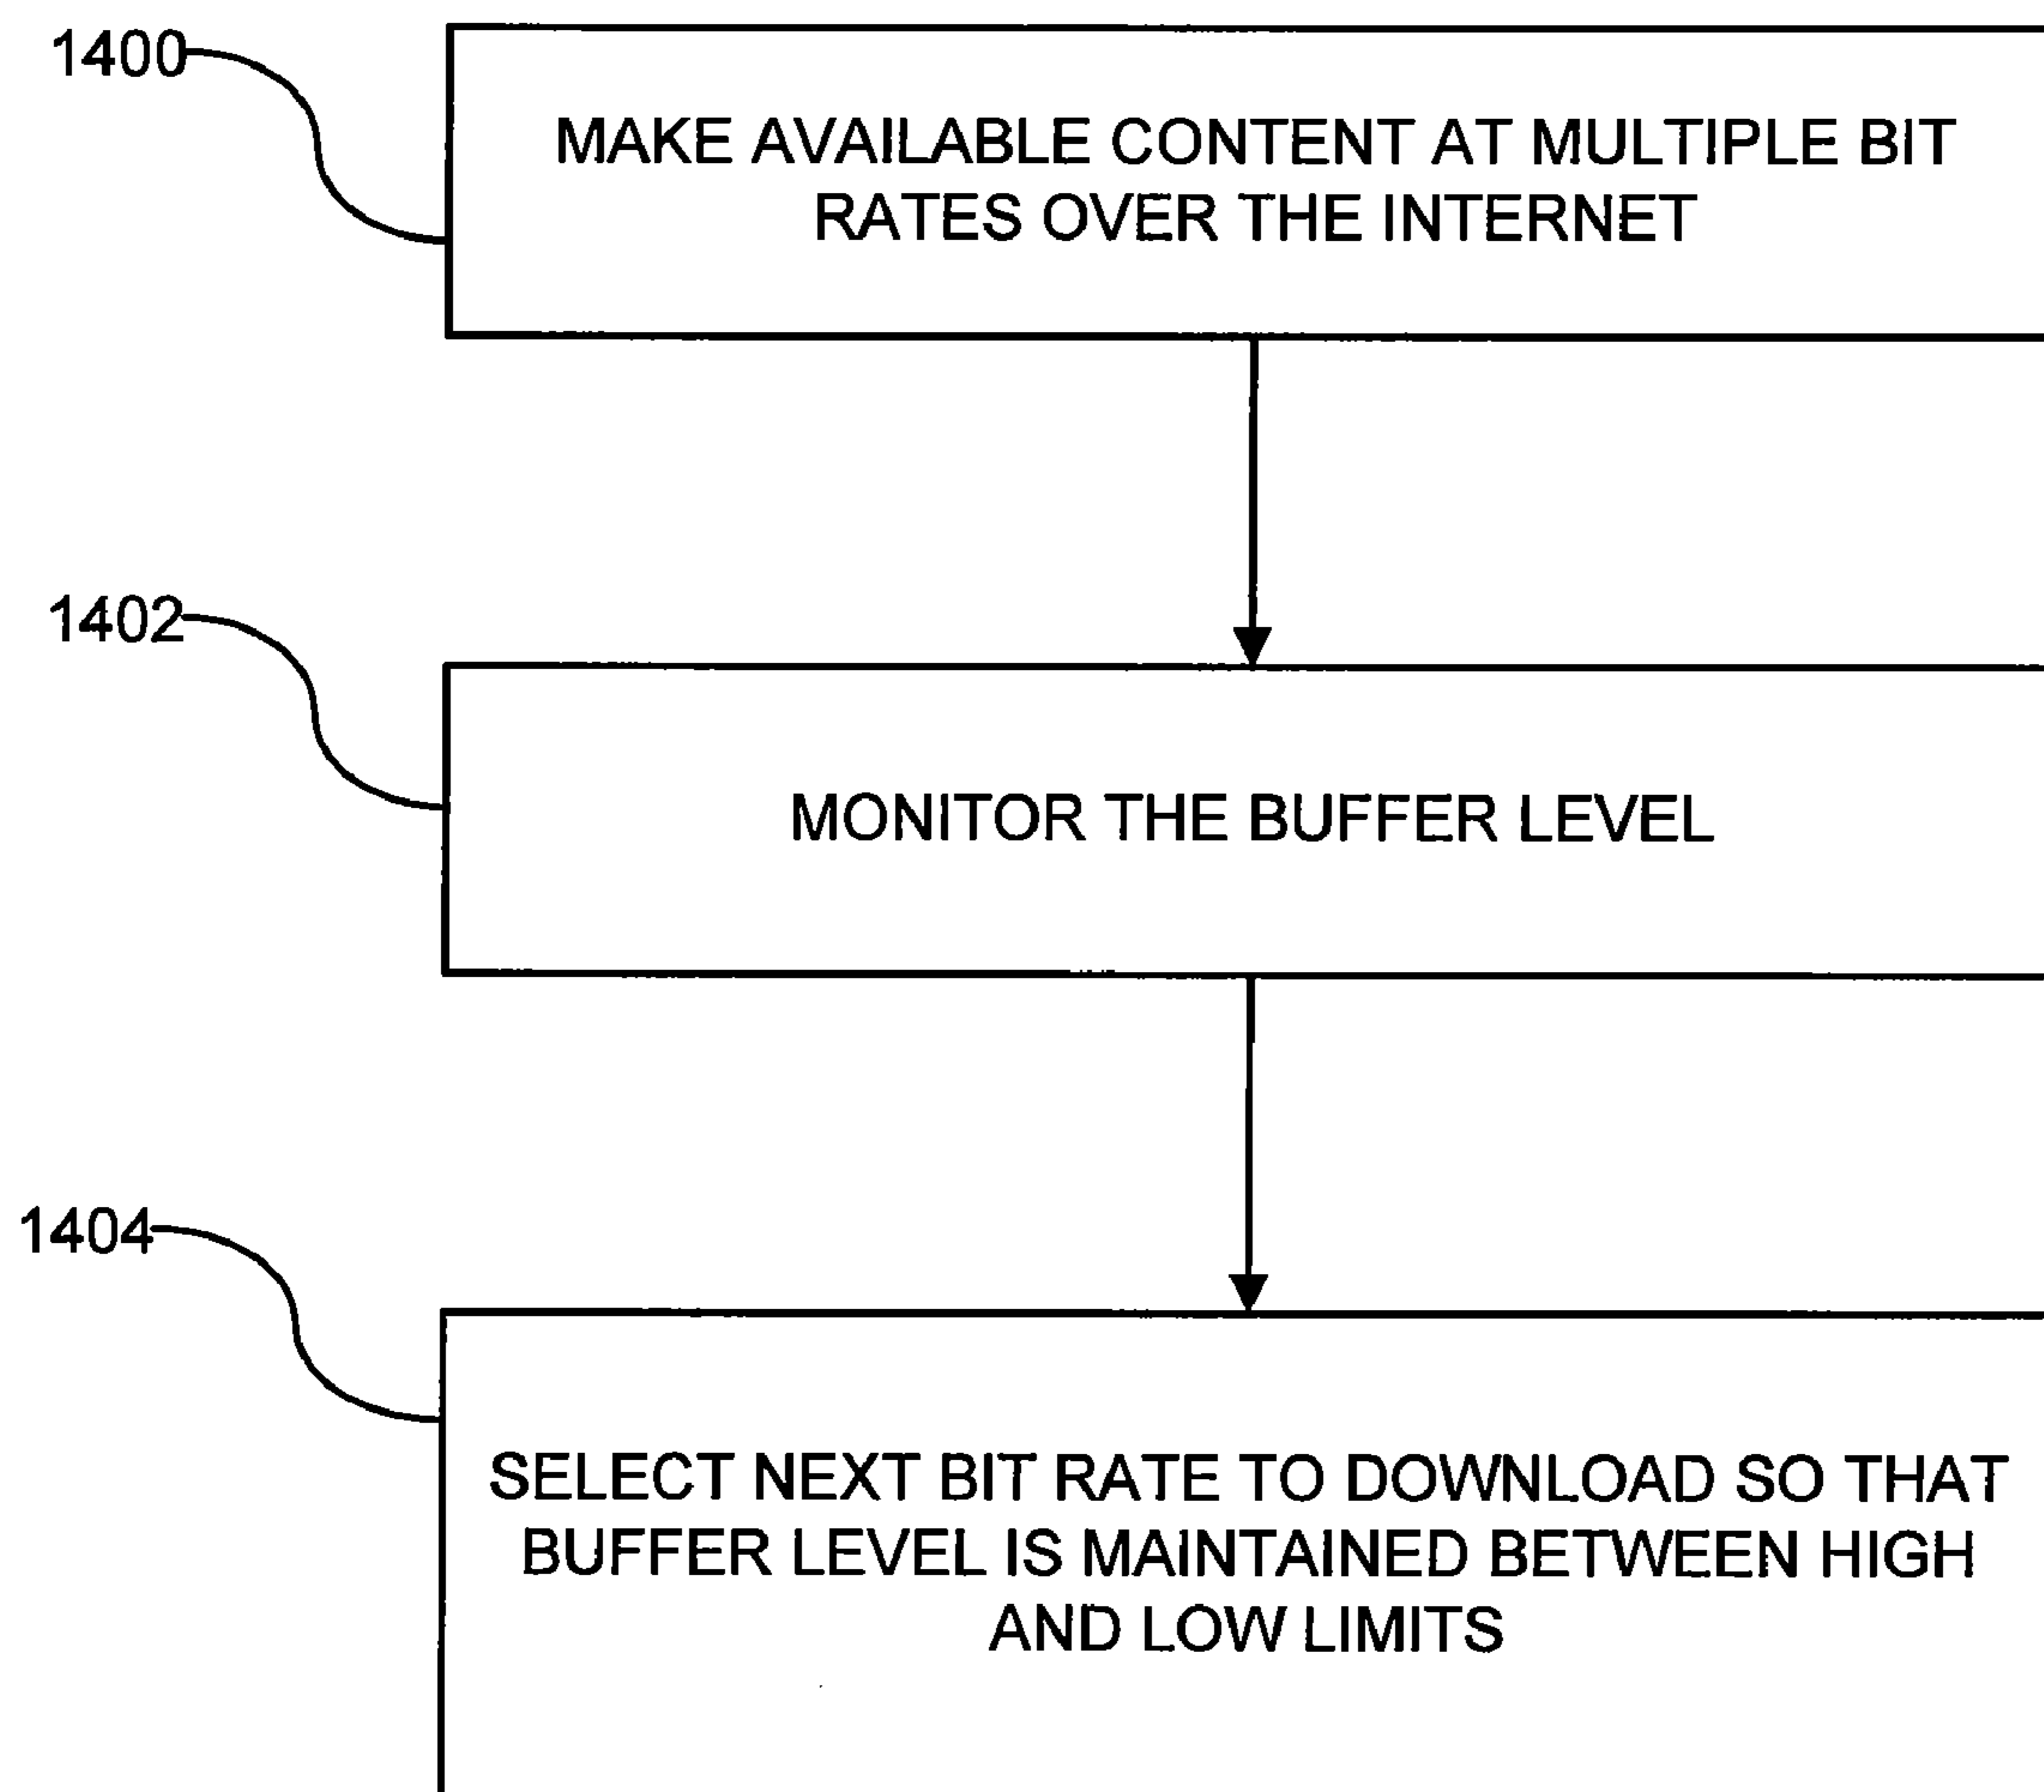 1400
MAKE AVAILABLE CONTENT AT MULTIPLE BIT
RATES OVER THE INTERNET
1402
MONITOR THE BUFFER LEVEL
1404
SELECT NEXT BIT RATE TO DOWNLOAD SO THAT
BUFFER LEVEL IS MAINTAINED BETWEEN HIGH
AND LOW LIMITS